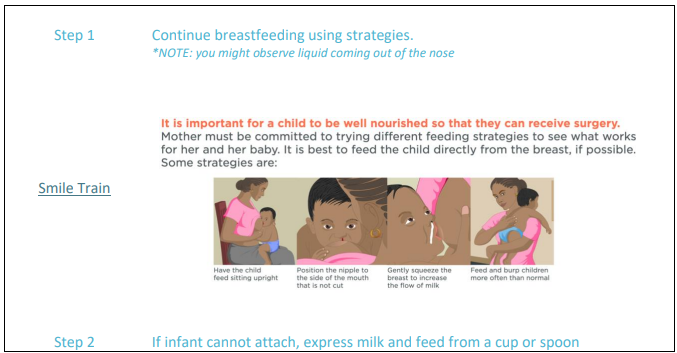 Step 1 Continue breastfeeding using strategies.
*NOTE: you might observe liquid coming out of the nose
It is important for a child to be well nourished so that they can receive surgery.
Mother must be committed to trying different feeding strategies to see what works
for her and her baby. It is best to feed the child directly from the breast, if possible.
Some strategies are:
Smile Train
Have the child
feed sitting upright
Position the nipple to
the side of the mouth
that is not cut
Gently squeeze the
breast to increase
the flow of milk
Feed and burp children
more often than normal
Step 2 If infant cannot attach, express milk and feed from a cup or spoon